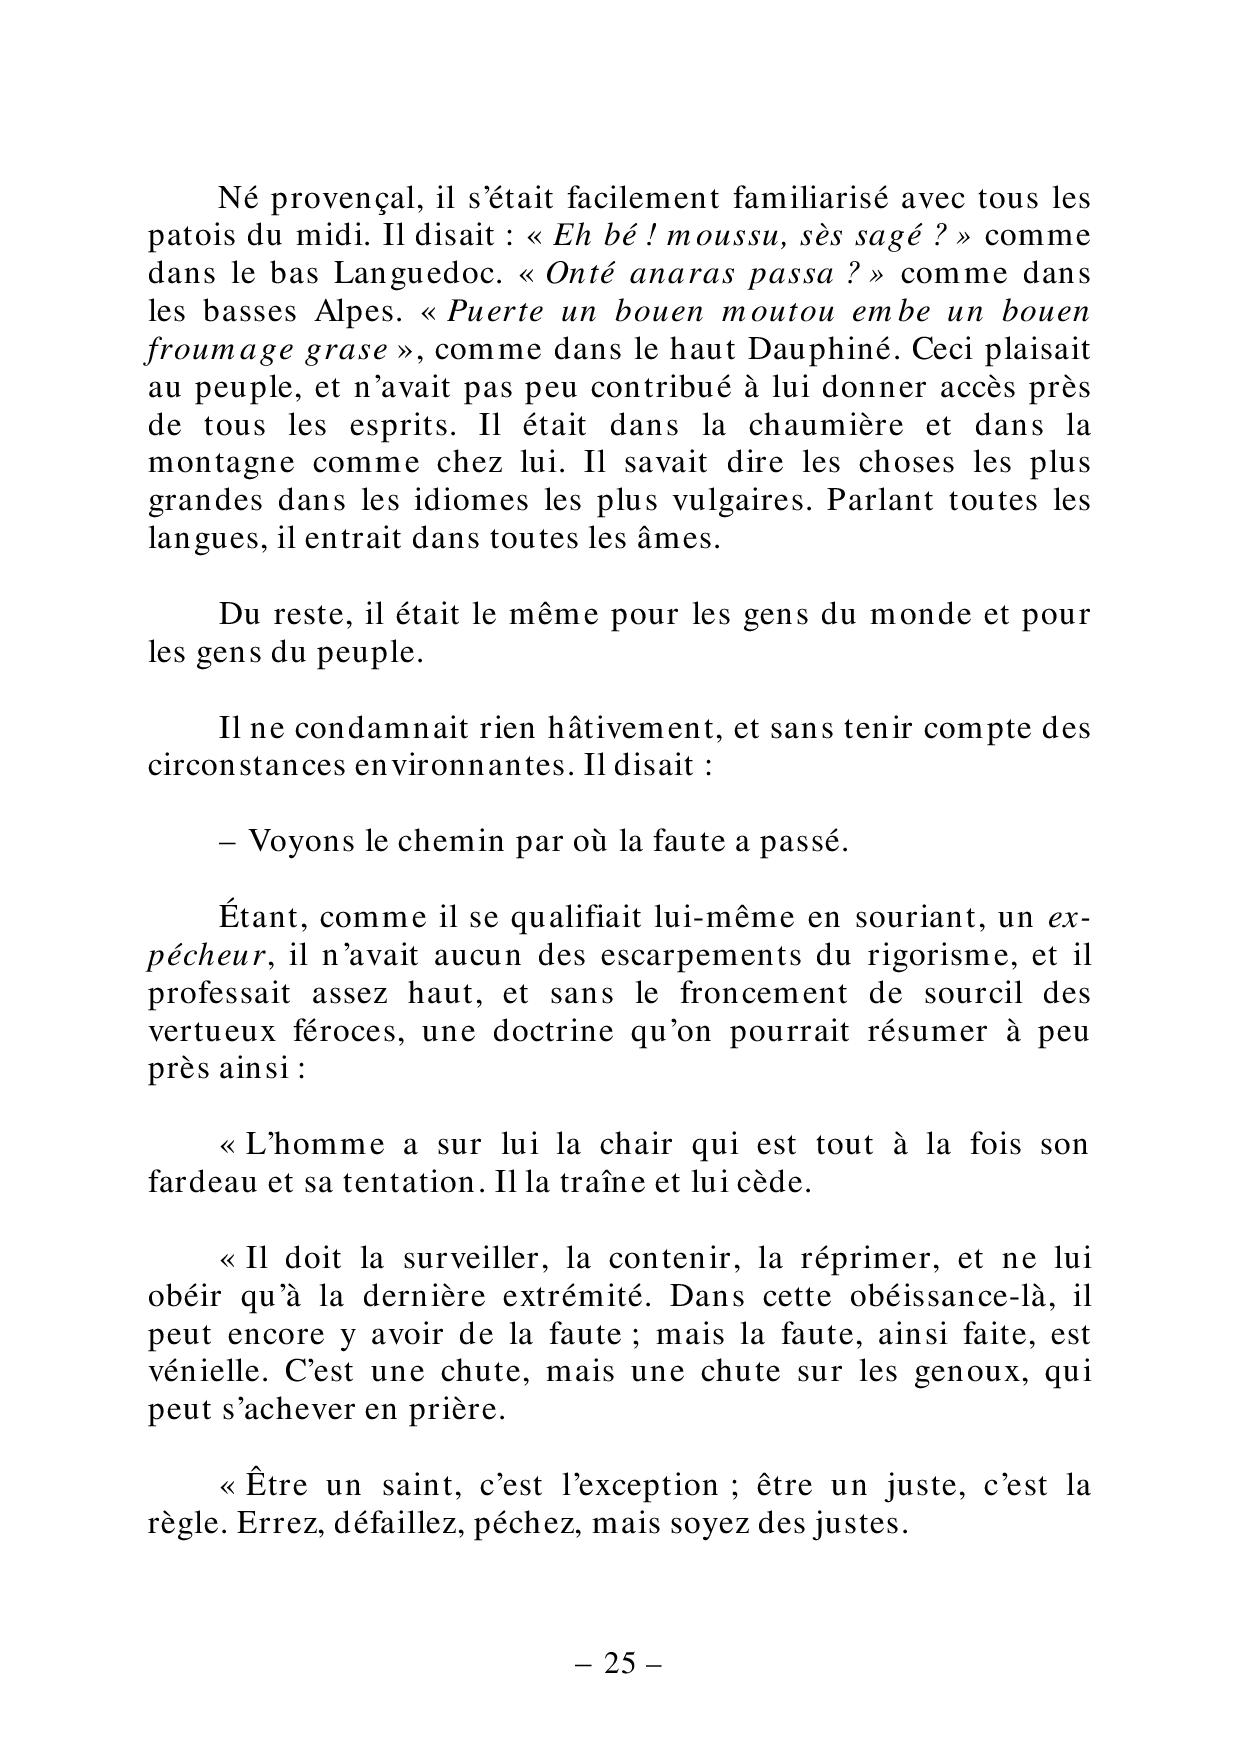 Né provençal, il s’était facilement familiarisé avec tous les
patois du midi. Il disait : « Eh bé ! moussu, sès sagé ? » comme
dans le bas Languedoc. « Onté anaras passa ? » comme dans
les basses Alpes. « Puerte un bouen moutou embe un bouen
froumage grase », comme dans le haut Dauphiné. Ceci plaisait
au peuple, et n’avait pas peu contribué à lui donner accès près
de tous les esprits. Il était dans la chaumière et dans la
montagne comme chez lui. Il savait dire les choses les plus
grandes dans les idiomes les plus vulgaires. Parlant toutes les
langues, il entrait dans toutes les âmes.
Du reste, il était le même pour les gens du monde et pour
les gens du peuple.
Il ne condamnait rien hâtivement, et sans tenir compte des
circonstances environnantes. Il disait :
– Voyons le chemin par où la faute a passé.
Étant, comme il se qualifiait lui-même en souriant, un ex-
pécheur, il n’avait aucun des escarpements du rigorisme, et il
professait assez haut, et sans le froncement de sourcil des
vertueux féroces, une doctrine qu’on pourrait résumer à peu
près ainsi :
« L’homme a sur lui la chair qui est tout à la fois son
fardeau et sa tentation. Il la traîne et lui cède.
« Il doit la surveiller, la contenir, la réprimer, et ne lui
obéir qu’à la dernière extrémité. Dans cette obéissance-là, il
peut encore y avoir de la faute ; mais la faute, ainsi faite, est
vénielle. C’est une chute, mais une chute sur les genoux, qui
peut s’achever en prière.
« Être un saint, c’est l’exception ; être un juste, c’est la
règle. Errez, défaillez, péchez, mais soyez des justes.
– 25 –